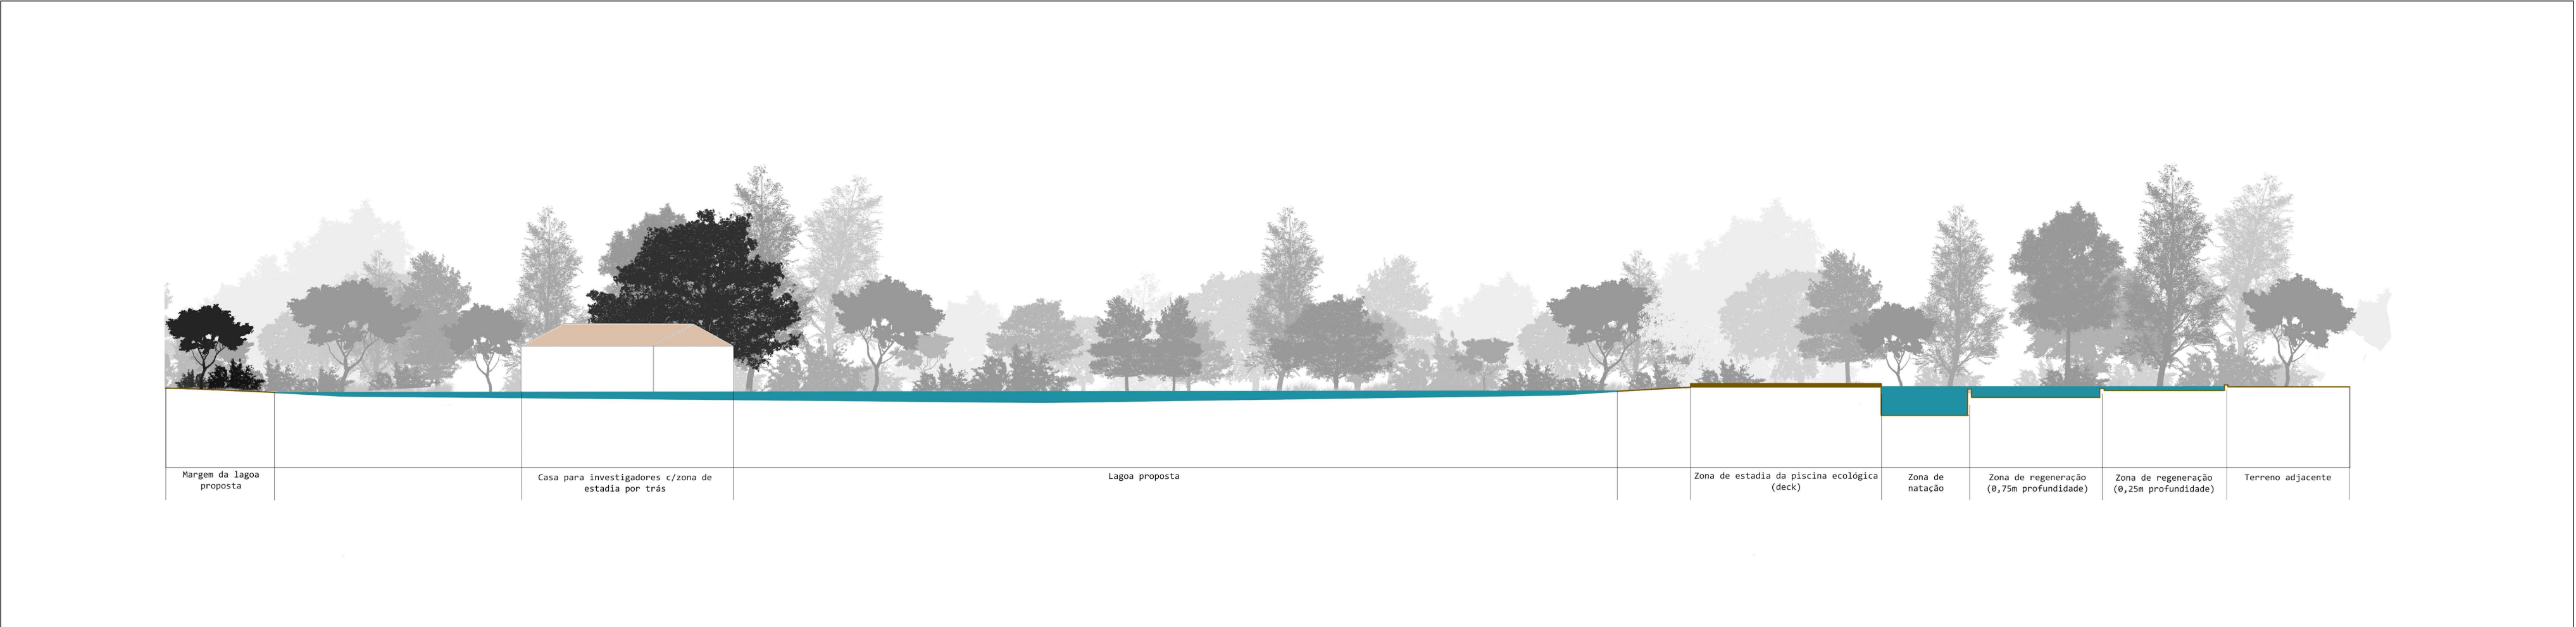 Margem da lagoa
proposta
Casa para investigadores c/zona de
estadia por trás
Lagoa proposta
Zona de estadia da piscina ecológica
(deck)
Zona de
natação
Zona de regeneração
(0,75m profundidade)
Zona de regeneração
(0,25m profundidade)
Terreno adjacente